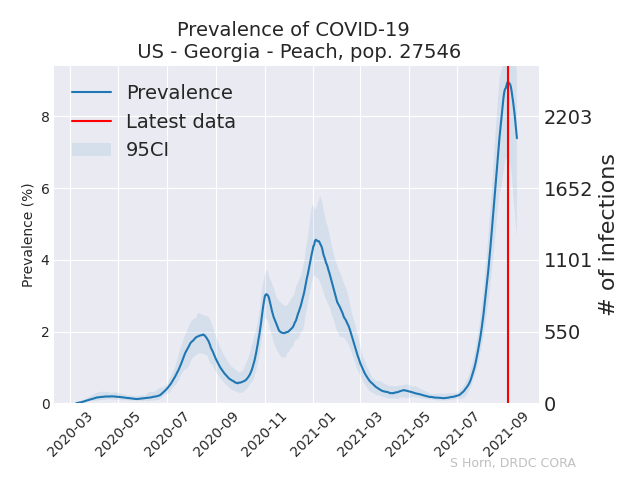 Prevalence of COVID-19
US - Georgia - Peach, pop. 27546
Prevalence
Latest data
95CI
Prevalence (%)
8
6
4
2
0
2203
1652
1101
550
0
# of infections
2020-03
2020-05
2020-07
2020-09
2020-11
2021-01
2021-03
2021-05
2021-07
2021-09
S Horn, DRDC CORA